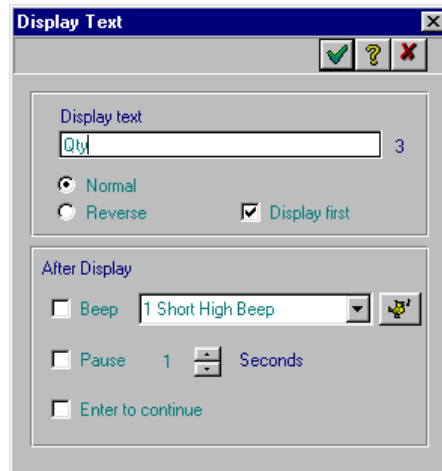 Display Text
Display text
Qty 3
Normal
Reverse Display first
After Display
Beep 1 Short High Beep
Pause 1 Seconds
Enter to continue